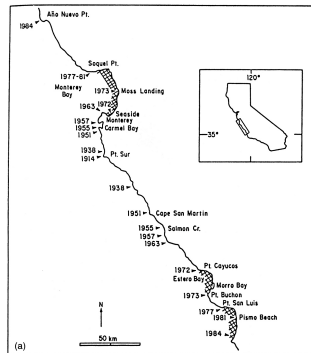 Año Nuevo Pt.
1984
120°
Soquel Pt.
1977-81
1973
Moss Landing
Monterey
Bay
1972
1963
Seaside
1957
Monterey
1955
Carmel Bay
1951
35°
1938
Pt. Sur
1914
1938
1951
Cape San Martin
1955
Salmon Cr.
1957
1963
Pt. Cayucos
1972
Estero Bay
Morro Bay
1973
Pt. Buchon
Pt. San Luis
1977
1981
Pismo Beach
N
1984
50 km
(a)